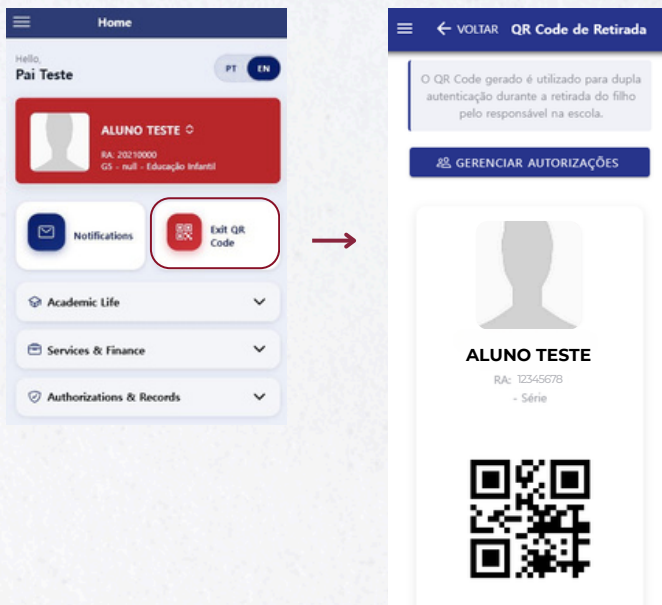 Home
Hello,
Pai Teste
PT EN
ALUNO TESTE
RA: 20210000
G5 - null - Educação Infantil
Notifications
Exit QR
Code
Academic Life
Services & Finance
Authorizations & Records
VOLTAR QR Code de Retirada
O QR Code gerado é utilizado para dupla
autenticação durante a retirada do filho
pelo responsável na escola.
GERENCIAR AUTORIZAÇÕES
ALUNO TESTE
RA: 12345678
- Série